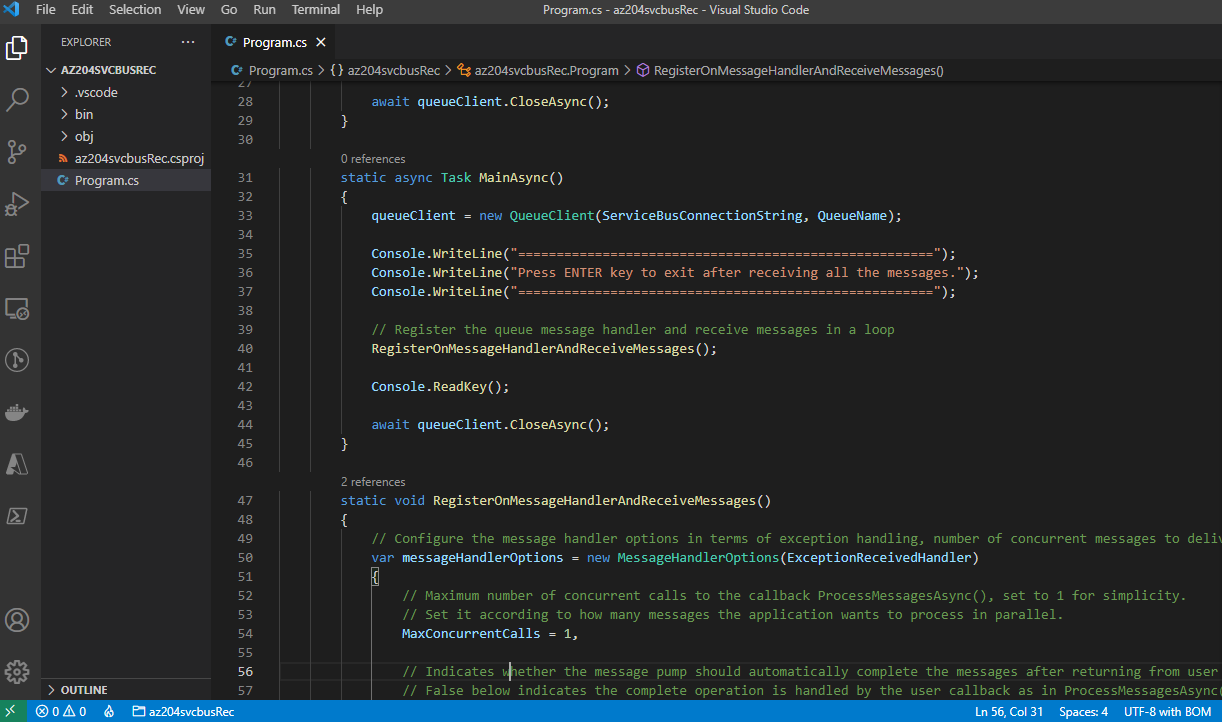 File Edit Selection View Go Run Terminal Help Program.cs - az204svcbusRec - Visual Studio Code
EXPLORER ···
AZ204SVCBUSREC
.vscode
bin
obj
az204svcbusRec.csproj
C# Program.cs
OUTLINE
C# Program.cs ×
C# Program.cs > {} az204svcbusRec > az204svcbusRec.Program > RegisterOnMessageHandlerAndReceiveMessages()
27
28 await queueClient.CloseAsync();
29 }
30
0 references
31 static async Task MainAsync()
32 {
33 queueClient = new QueueClient(ServiceBusConnectionString, QueueName);
34
35 Console.WriteLine("======================================================");
36 Console.WriteLine("Press ENTER key to exit after receiving all the messages.");
37 Console.WriteLine("======================================================");
38
39 // Register the queue message handler and receive messages in a loop
40 RegisterOnMessageHandlerAndReceiveMessages();
41
42 Console.ReadKey();
43
44 await queueClient.CloseAsync();
45 }
46
2 references
47 static void RegisterOnMessageHandlerAndReceiveMessages()
48 {
49 // Configure the message handler options in terms of exception handling, number of concurrent messages to deli
50 var messageHandlerOptions = new MessageHandlerOptions(ExceptionReceivedHandler)
51 {
52 // Maximum number of concurrent calls to the callback ProcessMessagesAsync(), set to 1 for simplicity.
53 // Set it according to how many messages the application wants to process in parallel.
54 MaxConcurrentCalls = 1,
55
56 // Indicates whether the message pump should automatically complete the messages after returning from user
57 // False below indicates the complete operation is handled by the user callback as in ProcessMessagesAsync(
0 0 az204svcbusRec Ln 56, Col 31 Spaces: 4 UTF-8 with BOM